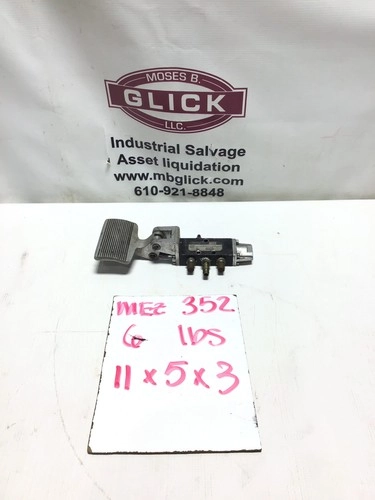 MOSES B.
GLICK
LLC.
Industrial Salvage
Asset liquidation
www.mbglick.com
610-921-8848
MEZ 352
6 lbs
11 x 5 x 3